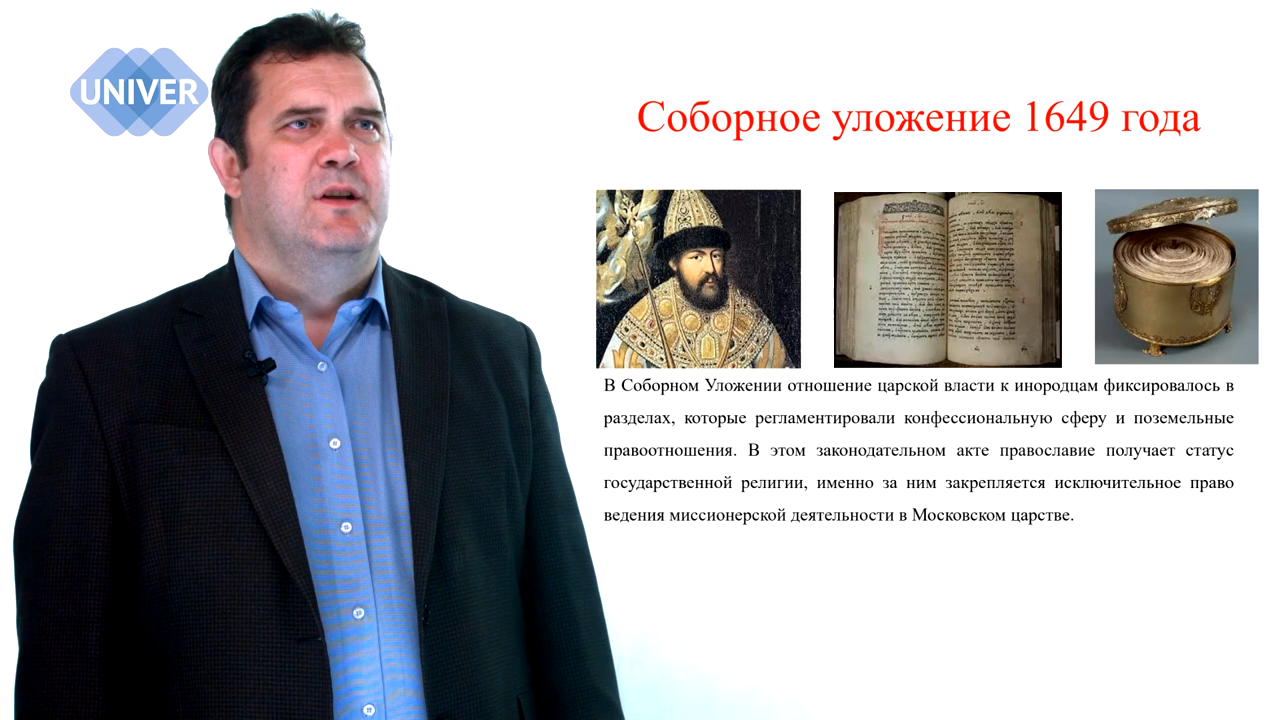 UNIVER
Соборное уложение 1649 года
В Соборном Уложении отношение царской власти к инородцам фиксировалось в
разделах, которые регламентировали конфессиональную сферу и поземельные
правоотношения. В этом законодательном акте православие получает статус
государственной религии, именно за ним закрепляется исключительное право
ведения миссионерской деятельности в Московском царстве.